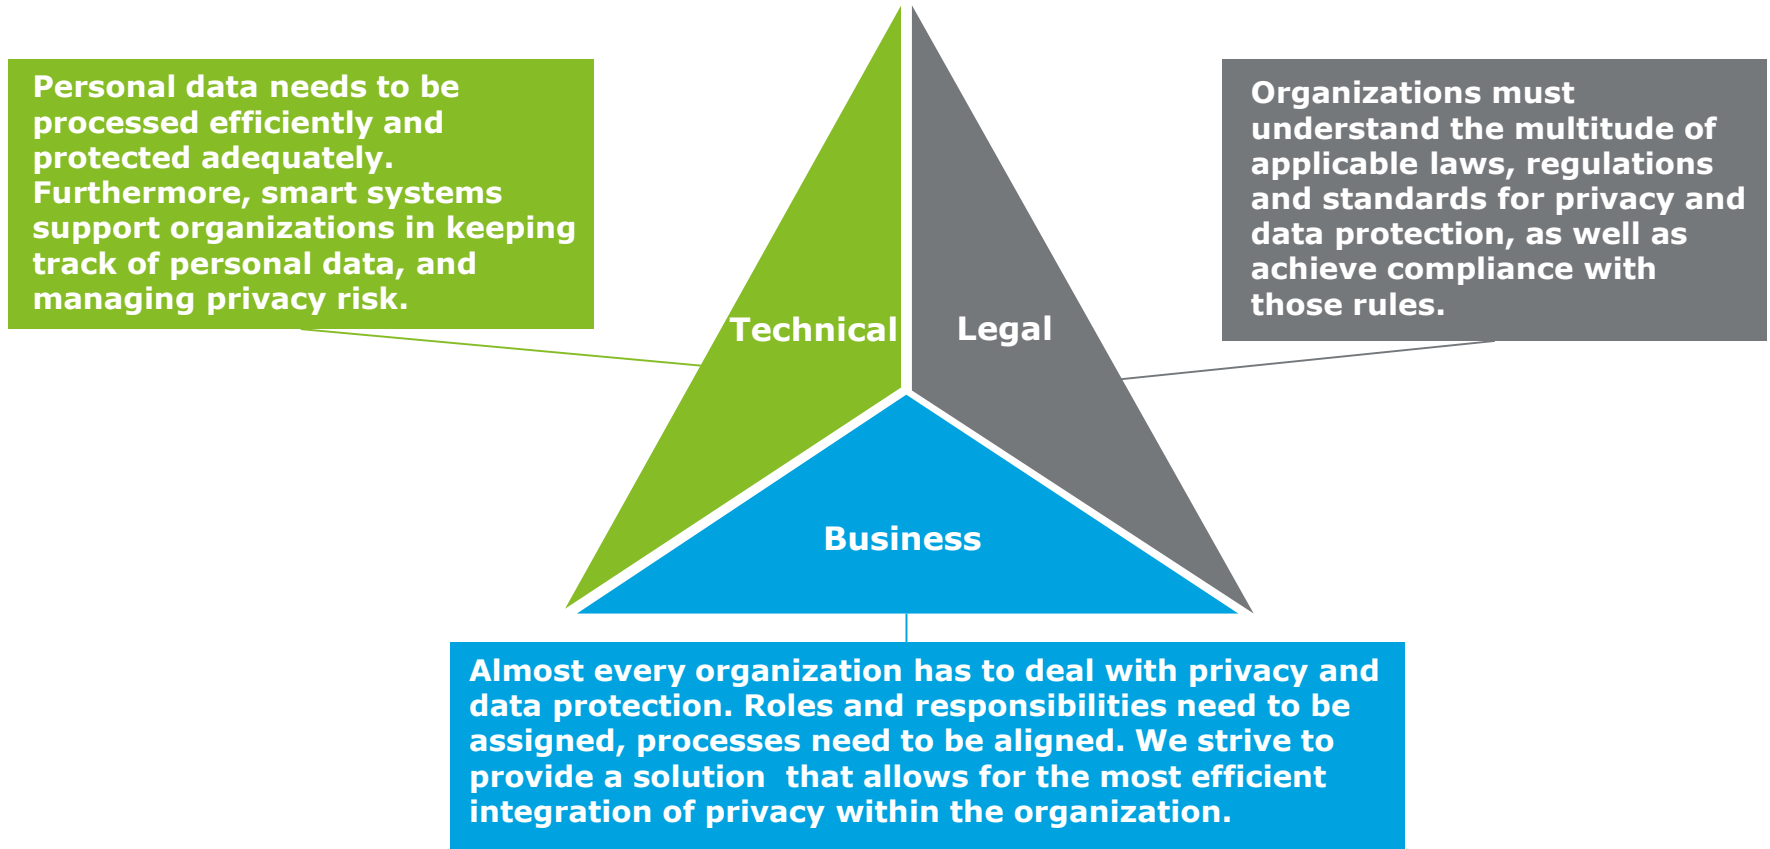 Personal data needs to be
processed efficiently and
protected adequately.
Furthermore, smart systems
support organizations in keeping
track of personal data, and
managing privacy risk.
Organizations must
understand the multitude of
applicable laws, regulations
and standards for privacy and
data protection, as well as
achieve compliance with
those rules.
Technical
Legal
Business
Almost every organization has to deal with privacy and
data protection. Roles and responsibilities need to be
assigned, processes need to be aligned. We strive to
provide a solution  that allows for the most efficient
integration of privacy within the organization.